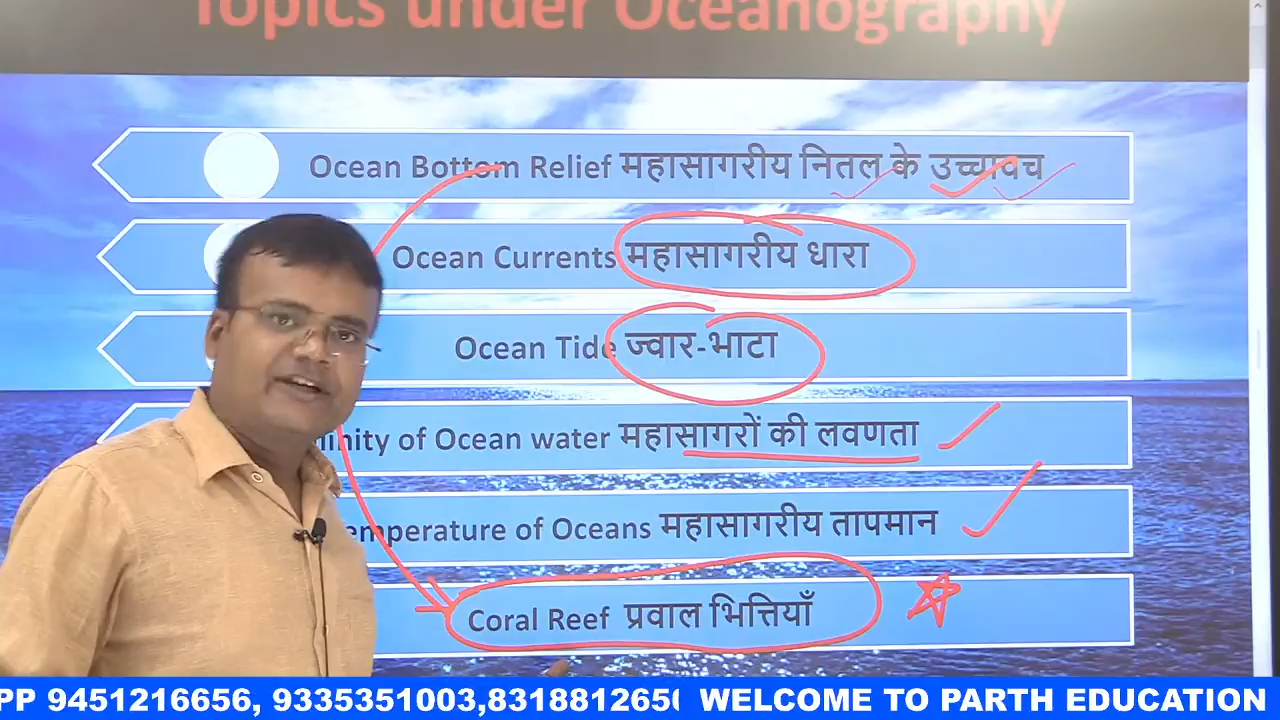 Topics under Oceanography
Ocean Bottom Relief महासागरीय नितल के उच्चावच
Ocean Currents महासागरीय धारा
Ocean Tide ज्वार-भाटा
linity of Ocean water महासागरों की लवणता
emperature of Oceans महासागरीय तापमान
Coral Reef प्रवाल भित्तियाँ
PP 9451216656, 9335351003,8318812650 WELCOME TO PARTH EDUCATION